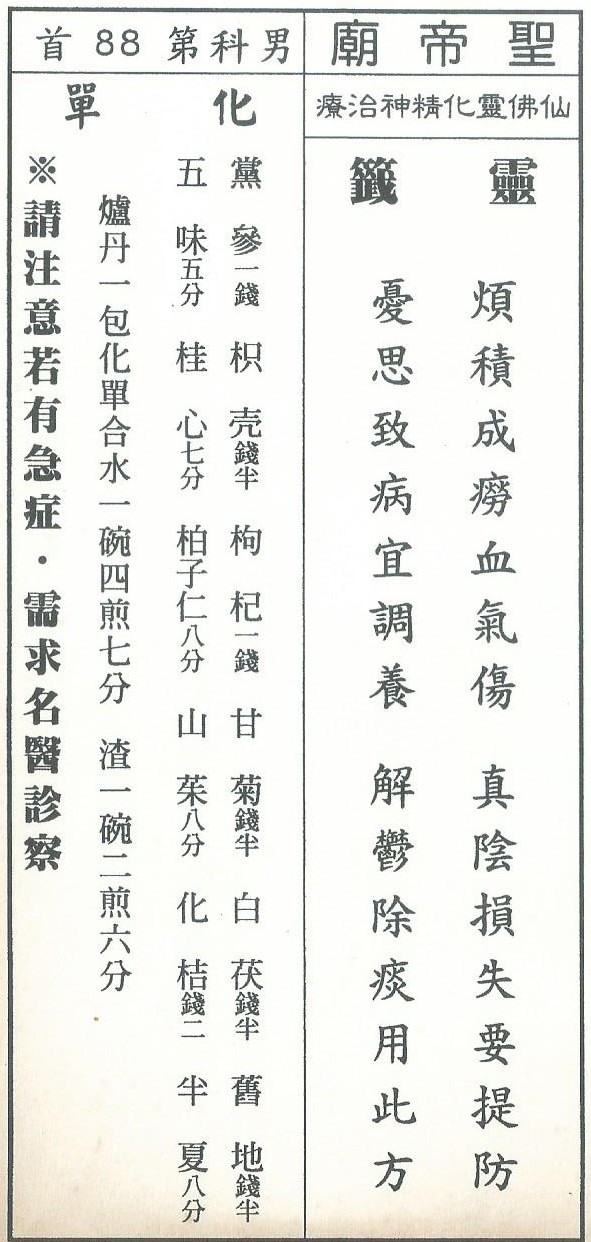 聖帝廟
仙佛靈化精神治療
靈籤
煩積成癆血氣傷 真陰損失要提防
憂思致病宜調養 解鬱除痰用此方
男科第88首
化單
黨參一錢 枳壳錢半 枸杞一錢 甘菊錢半 白茯錢半 舊地錢半
五味五分 桂心七分 柏子仁八分 山茱八分 化桔錢二 半夏八分
爐丹一包化單合水一碗四煎七分 渣一碗二煎六分
※請注意若有急症・需求名醫診察